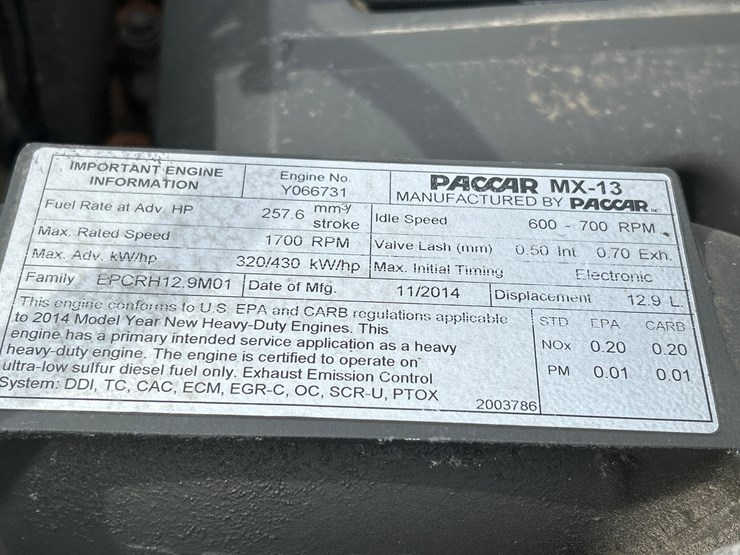 IMPORTANT ENGINE
INFORMATION
Engine No.
Y066731
PACCAR MX-13
MANUFACTURED BY PACCAR
Fuel Rate at Adv. HP 257.6 mm³/
stroke
Idle Speed 600 - 700 RPM
Max. Rated Speed 1700 RPM
Valve Lash (mm) 0.50 Int. 0.70 Exh.
Max. Adv. kW/hp 320/430 kW/hp
Max. Initial Timing Electronic
Family EPCRH12.9M01
Date of Mfg. 11/2014
Displacement 12.9 L
This engine conforms to U.S. EPA and CARB regulations applicable
to 2014 Model Year New Heavy-Duty Engines. This
engine has a primary intended service application as a heavy
heavy-duty engine. The engine is certified to operate on
ultra-low sulfur diesel fuel only. Exhaust Emission Control
System: DDI, TC, CAC, ECM, EGR-C, OC, SCR-U, PTOX
2003786
STD EPA CARB
NOx 0.20 0.20
PM 0.01 0.01